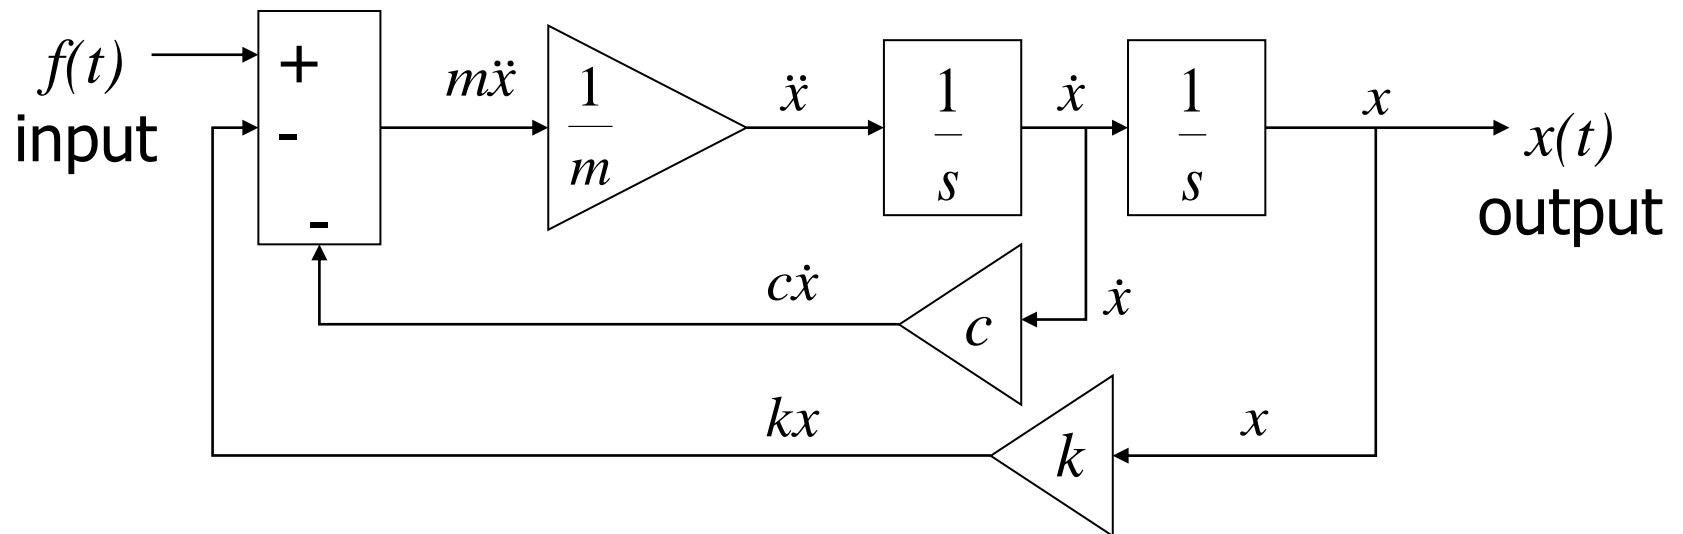 f(t)
input
+
-
-
mẍ
1
m
ẍ
1
s
ẋ
1
s
x
x(t)
output
cẋ
c
ẋ
kx
k
x